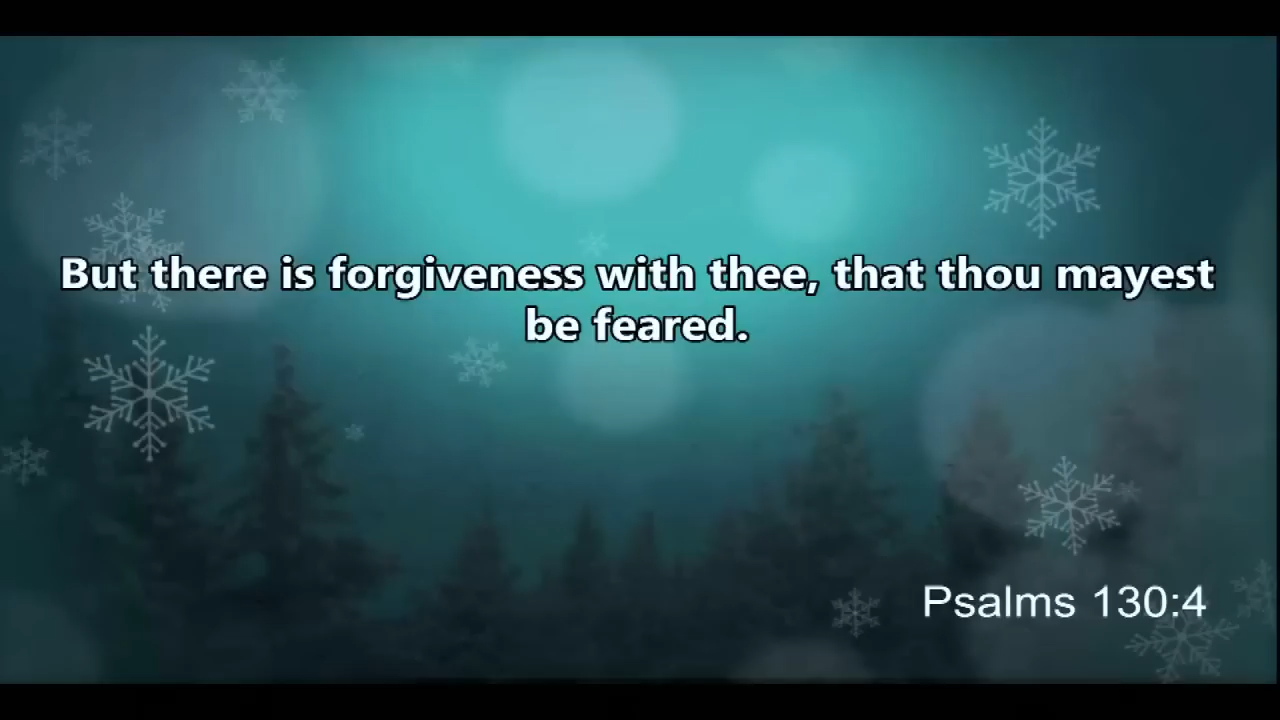 But there is forgiveness with thee, that thou mayest
be feared.
Psalms 130:4